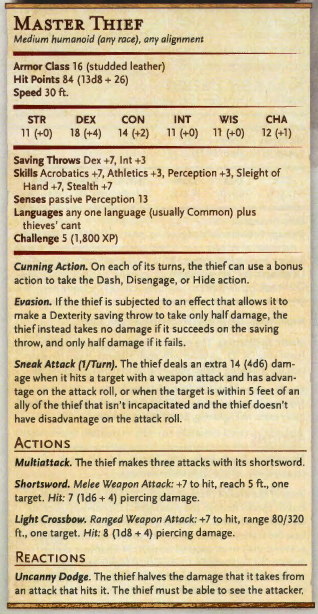 MASTER THIEF
Medium humanoid (any race), any alignment
Armor Class 16 (studded leather)
Hit Points 84 (13d8 + 26)
Speed 30 ft.
STR DEX CON INT WIS CHA
11 (+0) 18 (+4) 14 (+2) 11 (+0) 11 (+0) 12 (+1)
Saving Throws Dex +7, Int +3
Skills Acrobatics +7, Athletics +3, Perception +3, Sleight of
Hand +7, Stealth +7
Senses passive Perception 13
Languages any one language (usually Common) plus
thieves' cant
Challenge 5 (1,800 XP)
Cunning Action. On each of its turns, the thief can use a bonus
action to take the Dash, Disengage, or Hide action.
Evasion. If the thief is subjected to an effect that allows it to
make a Dexterity saving throw to take only half damage, the
thief instead takes no damage if it succeeds on the saving
throw, and only half damage if it fails.
Sneak Attack (1/Turn). The thief deals an extra 14 (4d6) dam-
age when it hits a target with a weapon attack and has advan-
tage on the attack roll, or when the target is within 5 feet of an
ally of the thief that isn't incapacitated and the thief doesn't
have disadvantage on the attack roll.
ACTIONS
Multiattack. The thief makes three attacks with its shortsword.
Shortsword. Melee Weapon Attack: +7 to hit, reach 5 ft., one
target. Hit: 7 (1d6 + 4) piercing damage.
Light Crossbow. Ranged Weapon Attack: +7 to hit, range 80/320
ft., one target. Hit: 8 (1d8 + 4) piercing damage.
REACTIONS
Uncanny Dodge. The thief halves the damage that it takes from
an attack that hits it. The thief must be able to see the attacker.